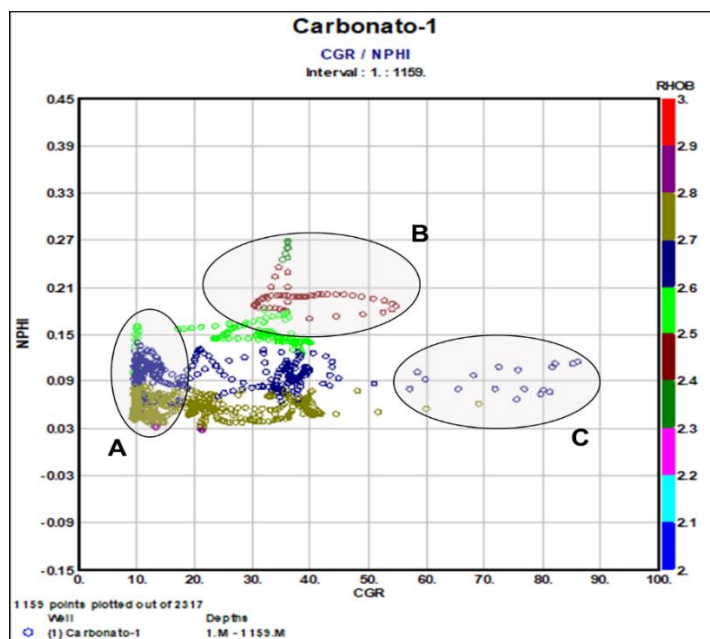 Carbonato-1
CGR / NPHI
Interval : 1. : 1159.
RHOB
0.45
0.39
0.33
0.27
0.21
0.15
0.09
0.03
-0.03
-0.09
-0.15
NPHI
3.
2.9
2.8
2.7
2.6
2.5
2.4
2.3
2.2
2.1
2.
B
A
C
0. 10. 20. 30. 40. 50. 60. 70. 80. 90. 100.
CGR
1159 points plotted out of 2317
Well Depths
(1) Carbonato-1 1.M - 1159.M